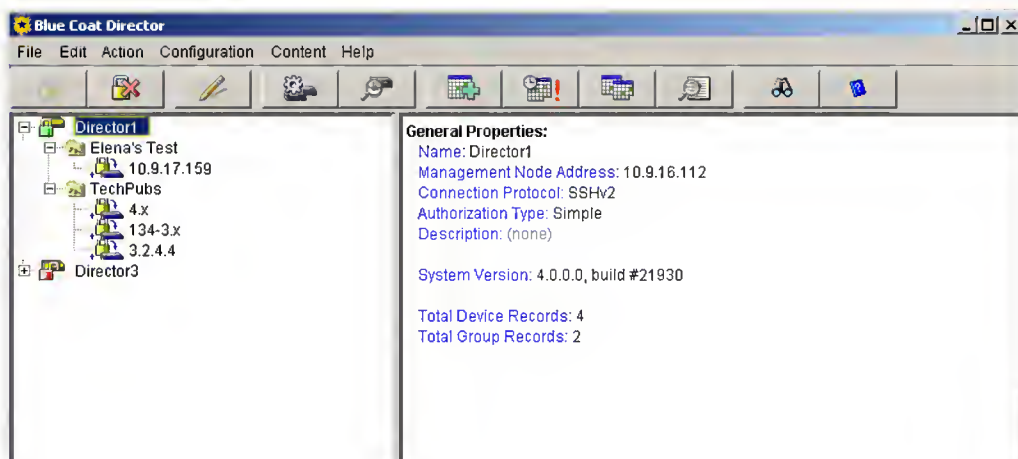 Blue Coat Director
File Edit Action Configuration Content Help
Director1
Elena's Test
10.9.17.159
TechPubs
4.x
134-3.x
3.2.4.4
Director3
General Properties:
Name: Director1
Management Node Address: 10.9.16.112
Connection Protocol: SSHv2
Authorization Type: Simple
Description: (none)
System Version: 4.0.0.0, build #21930
Total Device Records: 4
Total Group Records: 2